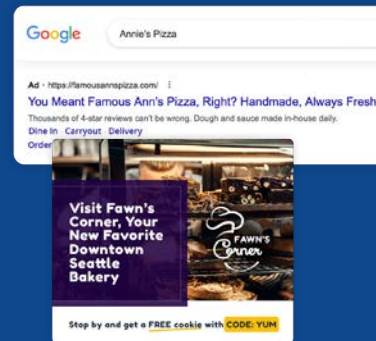 Google
Annie's Pizza
Ad · https://famousannspizza.com/
You Meant Famous Ann's Pizza, Right? Handmade, Always Fresh
Thousands of 4-star reviews can't be wrong. Dough and sauce made in-house daily.
Dine In Carryout Delivery
Order
Visit Fawn's
Corner, Your
New Favorite
Downtown
Seattle
Bakery
FAWN'S
Corner
Stop by and get a FREE cookie with CODE: YUM